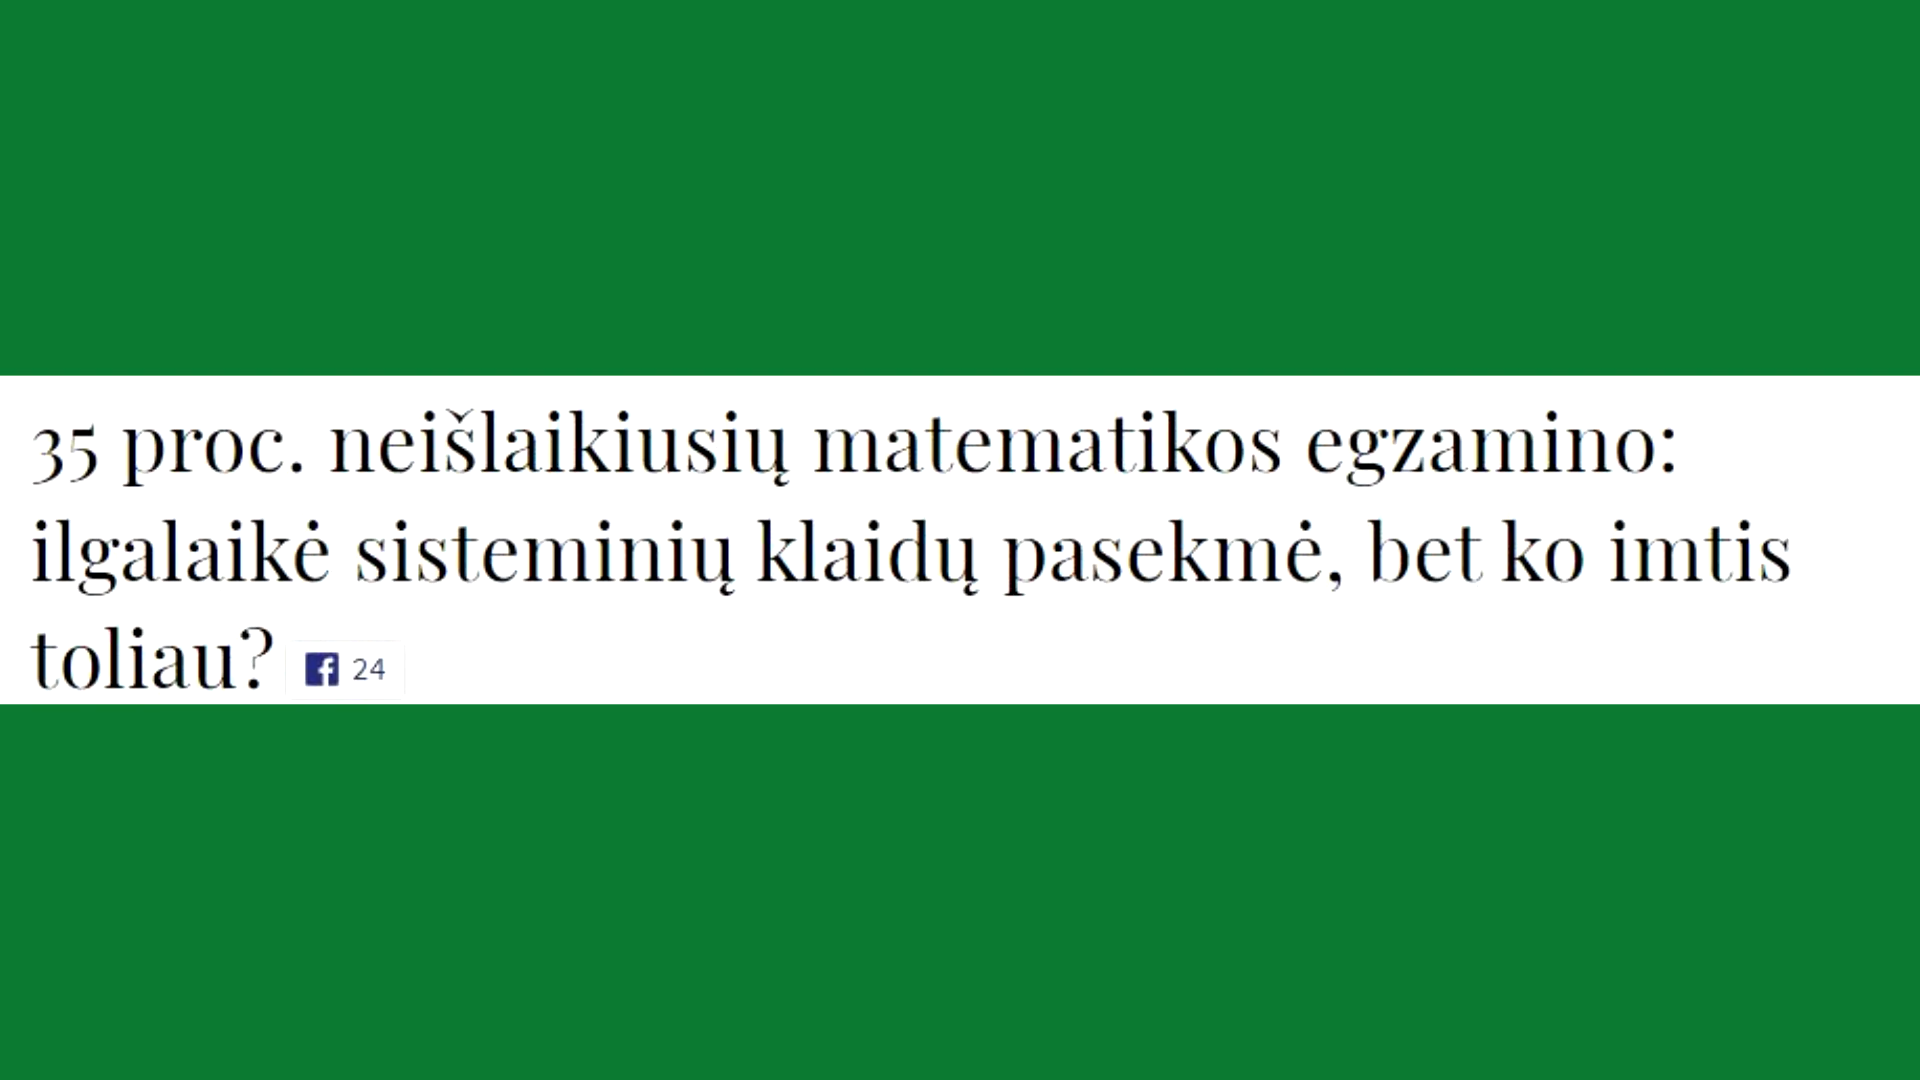 35 proc. neišlaikiusių matematikos egzamino:
ilgalaikė sisteminių klaidų pasekmė, bet ko imtis
toliau? 24